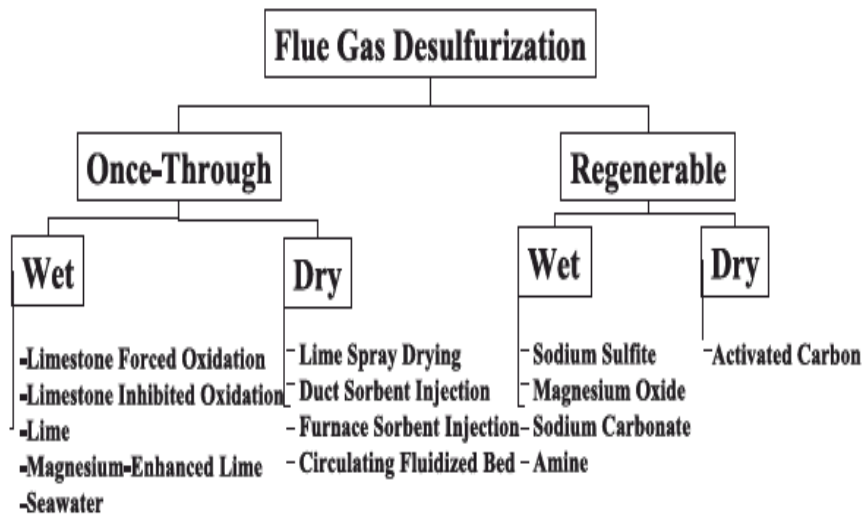 Flue Gas Desulfurization
Once-Through
Regenerable
Wet
Dry
Wet
Dry
-Limestone Forced Oxidation
-Limestone Inhibited Oxidation
-Lime
-Magnesium-Enhanced Lime
-Seawater
-Lime Spray Drying
-Duct Sorbent Injection
-Furnace Sorbent Injection
-Circulating Fluidized Bed
-Sodium Sulfite
-Magnesium Oxide
-Sodium Carbonate
-Amine
-Activated Carbon